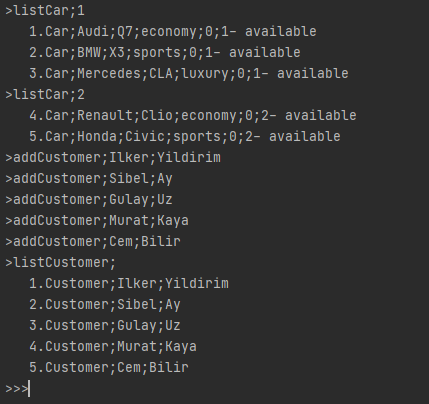 >listCar;1
1.Car;Audi;Q7;economy;0;1- available
2.Car;BMW;X3;sports;0;1- available
3.Car;Mercedes;CLA;luxury;0;1- available
>listCar;2
4.Car;Renault;Clio;economy;0;2- available
5.Car;Honda;Civic;sports;0;2- available
>addCustomer;Ilker;Yildirim
>addCustomer;Sibel;Ay
>addCustomer;Gulay;Uz
>addCustomer;Murat;Kaya
>addCustomer;Cem;Bilir
>listCustomer;
1.Customer;Ilker;Yildirim
2.Customer;Sibel;Ay
3.Customer;Gulay;Uz
4.Customer;Murat;Kaya
5.Customer;Cem;Bilir
>>>